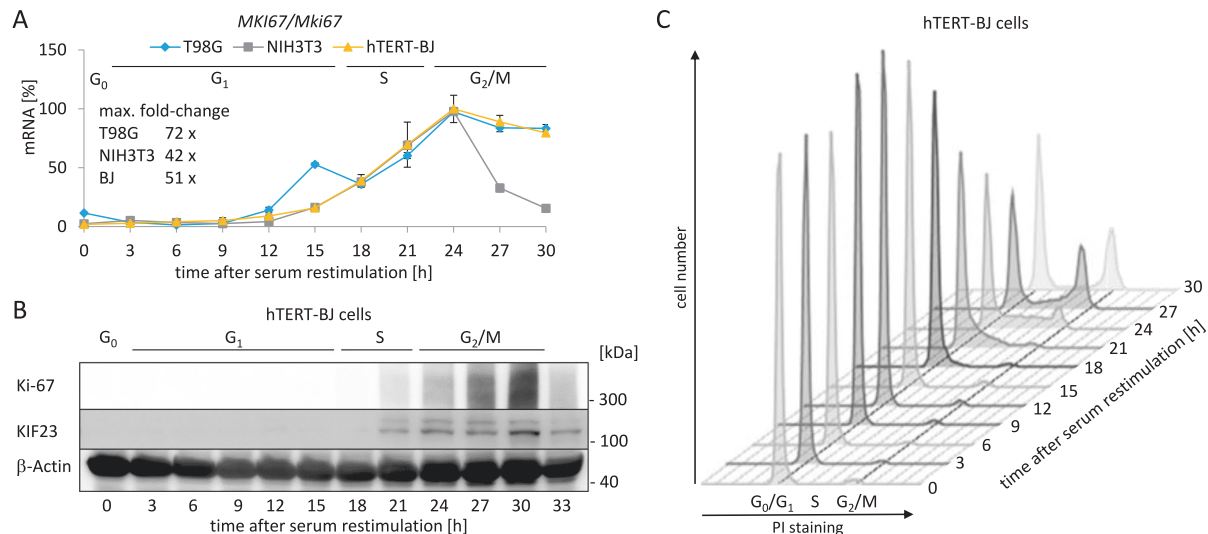 A
MKI67/Mki67
T98G NIH3T3 hTERT-BJ
150
100
50
0
mRNA [%]
G0 G1 S G2/M
max. fold-change
T98G 72 x
NIH3T3 42 x
BJ 51 x
0 3 6 9 12 15 18 21 24 27 30
time after serum restimulation [h]
B
hTERT-BJ cells
G0 G1 S G2/M
[kDa]
Ki-67
- 300
KIF23
- 100
β-Actin
- 40
0 3 6 9 12 15 18 21 24 27 30 33
time after serum restimulation [h]
C
hTERT-BJ cells
cell number
30
27
24
21
18
15
12
9
6
3
0
time after serum restimulation [h]
G0/G1 S G2/M
PI staining